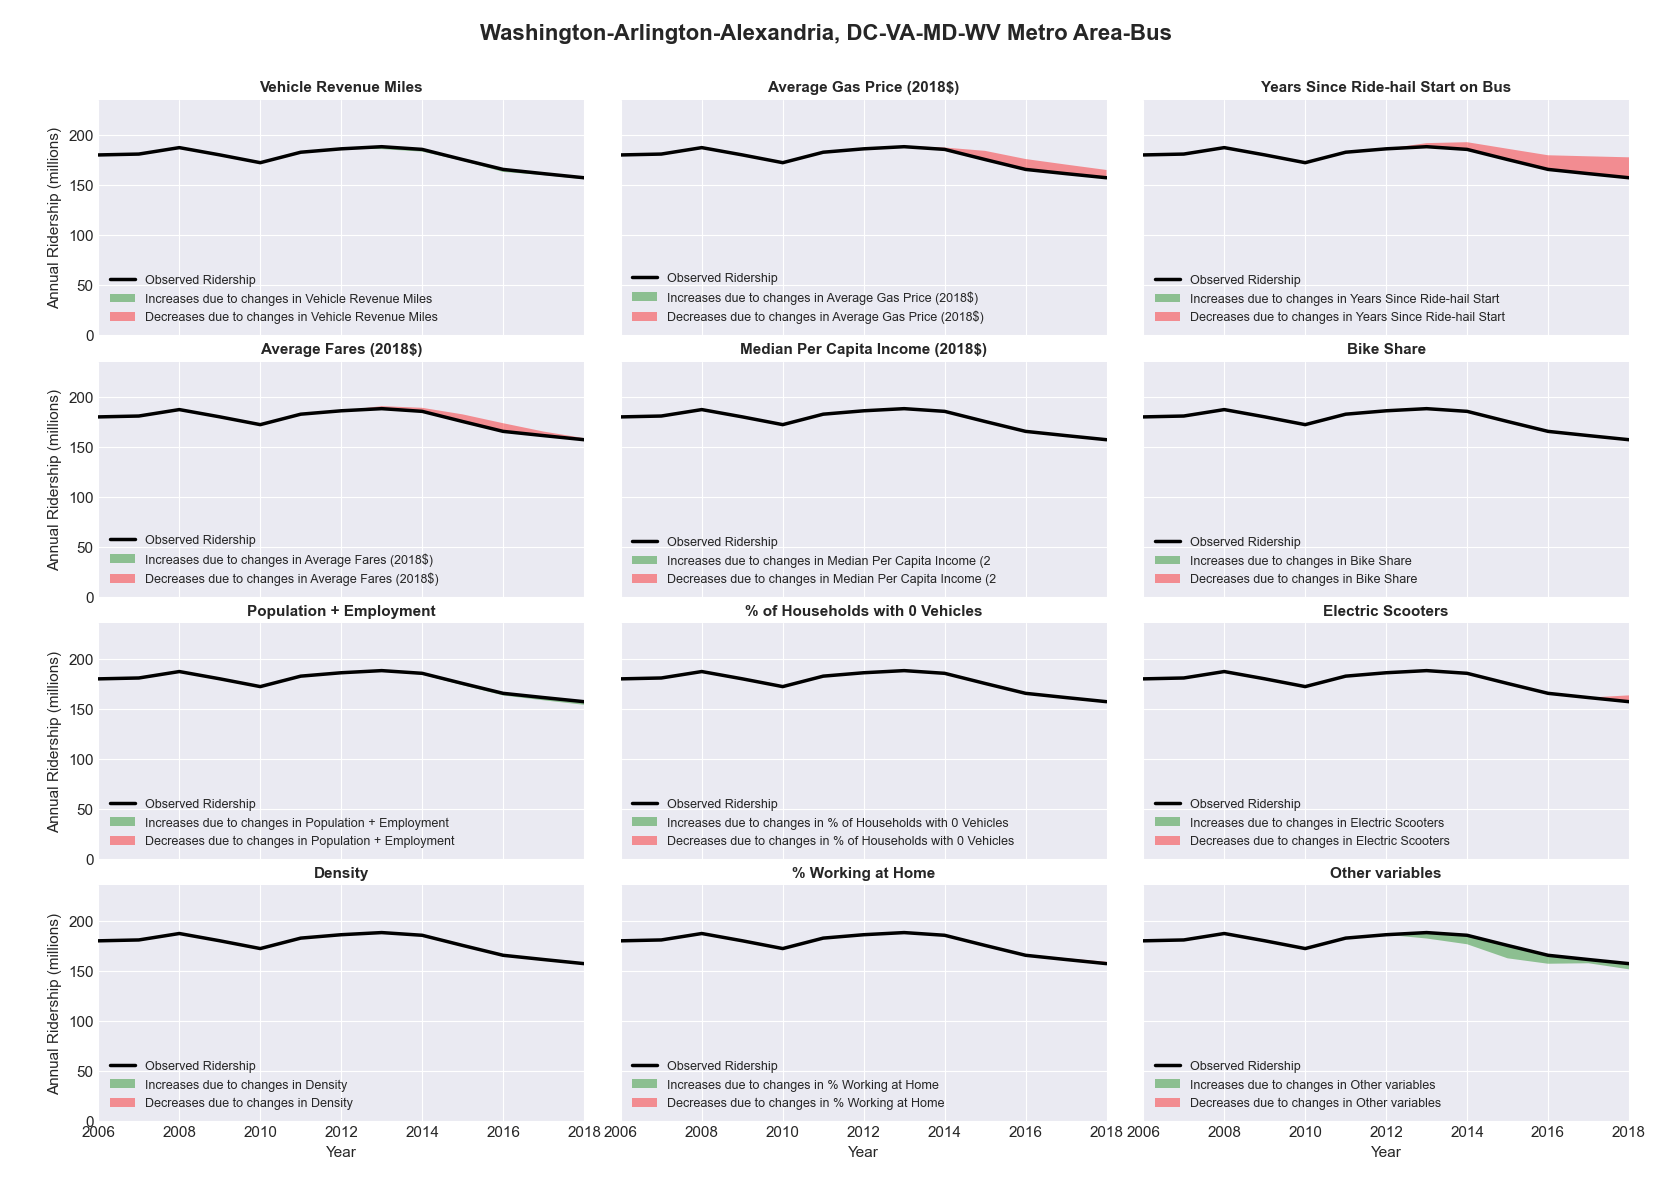 Washington-Arlington-Alexandria, DC-VA-MD-WV Metro Area-Bus
Vehicle Revenue Miles
Average Gas Price (2018$)
Years Since Ride-hail Start on Bus
Annual Ridership (millions)
200
150
100
50
0
Observed Ridership
Increases due to changes in Vehicle Revenue Miles
Decreases due to changes in Vehicle Revenue Miles
Observed Ridership
Increases due to changes in Average Gas Price (2018$)
Decreases due to changes in Average Gas Price (2018$)
Observed Ridership
Increases due to changes in Years Since Ride-hail Start
Decreases due to changes in Years Since Ride-hail Start
Average Fares (2018$)
Median Per Capita Income (2018$)
Bike Share
Annual Ridership (millions)
200
150
100
50
0
Observed Ridership
Increases due to changes in Average Fares (2018$)
Decreases due to changes in Average Fares (2018$)
Observed Ridership
Increases due to changes in Median Per Capita Income (2
Decreases due to changes in Median Per Capita Income (2
Observed Ridership
Increases due to changes in Bike Share
Decreases due to changes in Bike Share
Population + Employment
% of Households with 0 Vehicles
Electric Scooters
Annual Ridership (millions)
200
150
100
50
0
Observed Ridership
Increases due to changes in Population + Employment
Decreases due to changes in Population + Employment
Observed Ridership
Increases due to changes in % of Households with 0 Vehicles
Decreases due to changes in % of Households with 0 Vehicles
Observed Ridership
Increases due to changes in Electric Scooters
Decreases due to changes in Electric Scooters
Density
% Working at Home
Other variables
Annual Ridership (millions)
200
150
100
50
0
Observed Ridership
Increases due to changes in Density
Decreases due to changes in Density
Observed Ridership
Increases due to changes in % Working at Home
Decreases due to changes in % Working at Home
Observed Ridership
Increases due to changes in Other variables
Decreases due to changes in Other variables
2006 2008 2010 2012 2014 2016 2018
2006 2008 2010 2012 2014 2016 2018
2006 2008 2010 2012 2014 2016 2018
Year
Year
Year